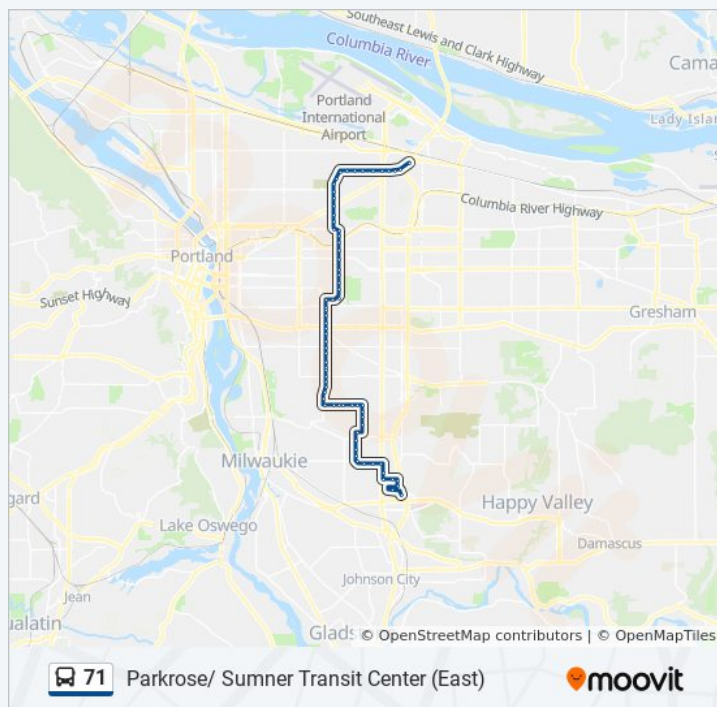 Southeast Lewis and Clark Highway
Columbia River
Cama
Portland
International
Airport
Lady Island
Columbia River Highway
Portland
Sunset Highway
Gresham
Milwaukie
Happy Valley
gard
Lake Oswego
Damascus
Johnson City
Jean
ualatin
Glads
© OpenStreetMap contributors | © OpenMapTiles
71 Parkrose/ Sumner Transit Center (East)
moovit